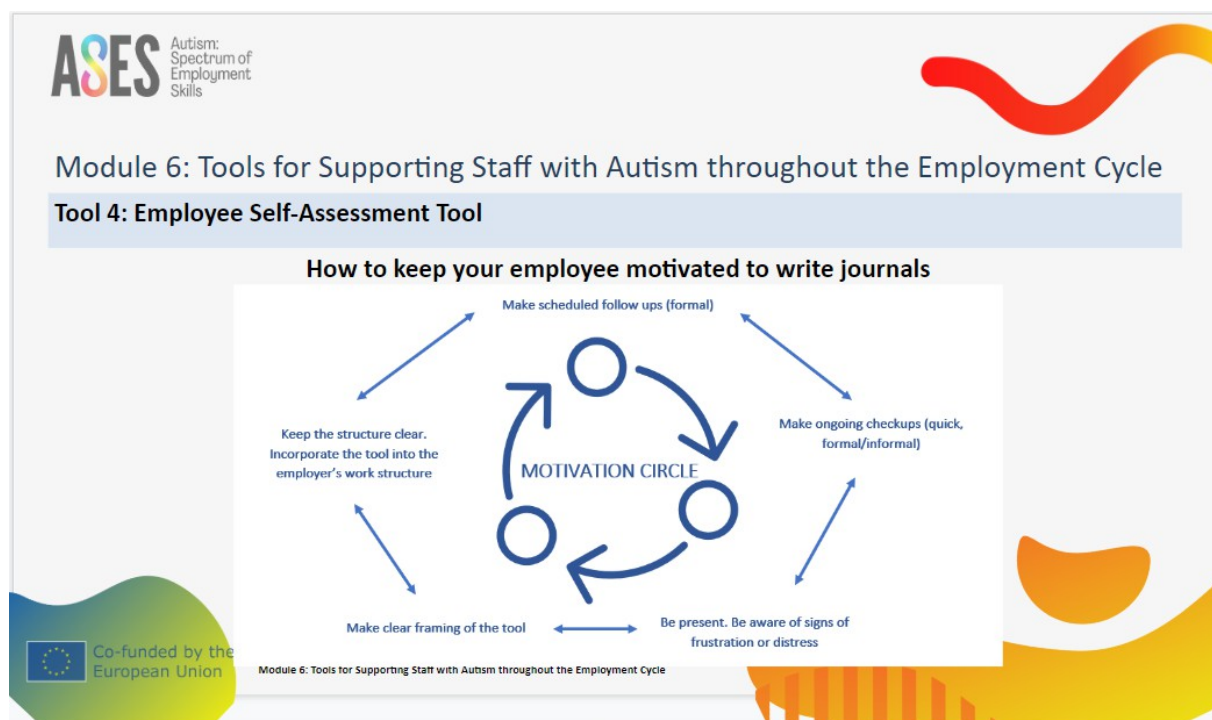 ASES
Autism:
Spectrum of
Employment
Skills
Module 6: Tools for Supporting Staff with Autism throughout the Employment Cycle
Tool 4: Employee Self-Assessment Tool
How to keep your employee motivated to write journals
Make scheduled follow ups (formal)
Make ongoing checkups (quick,
formal/informal)
Keep the structure clear.
Incorporate the tool into the
employer's work structure
MOTIVATION CIRCLE
Make clear framing of the tool
Be present. Be aware of signs of
frustration or distress
Co-funded by the
European Union
Module 6: Tools for Supporting Staff with Autism throughout the Employment Cycle